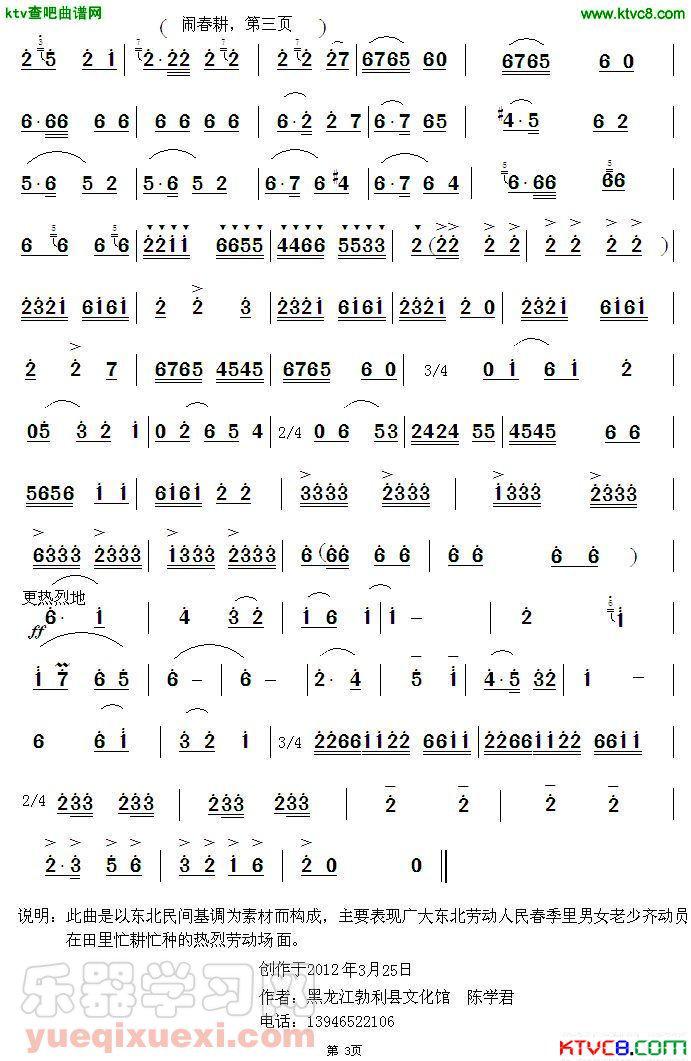 ktv查吧曲谱网
http://www.ktvc8.com
( 闹春耕，第三页 )
2 5 2 1 | 2·22 2 2 | 2 2 27 | 6765 60 | 6765 6 0 |
6·66 6 6 | 6 6 6 6 | 6·2 2 7 | 6·7 65 | #4·5 6 2 |
5·6 5 2 | 5·6 5 2 | 6·7 6 #4 | 6·7 6 4 | 6·66 66 |
6 6 6 6 | 2211 6655 | 4466 5533 | 2 (22 2 2 | 2 2 2 2 ) |
2321 6161 | 2 2 3 | 2321 6161 | 2321 2 0 | 2321 6161 |
2 2 7 | 6765 4545 | 6765 6 0 | 3/4 0 1 6 1 2 |
05 3 2 1 | 02 6 5 4 | 2/4 0 6 53 | 2424 55 | 4545 6 6 |
5656 1 1 | 6161 2 2 | 3333 2333 | 1333 2333 |
6333 2333 | 1333 2333 | 6 (66 6 6 | 6 6 6 6 ) |
更热烈地
ff 6· 1 | 4 3 2 | 1 6 1 | 1 － | 2 1 |
1 7 6 5 | 6 － | 6 － | 2· 4 | 5 1 | 4·5 32 | 1 － |
6 6 1 | 3 2 1 | 3/4 22661122 6611 | 22661122 6611 |
2/4 233 233 | 233 233 | 2 2 | 2 2 |
2·3 5 6 | 3 2 1 6 | 2 0 0 ‖
说明：此曲是以东北民间基调为素材而构成，主要表现广大东北劳动人民春季里男女老少齐动员
在田里忙耕忙种的热烈劳动场面。
创作于2012年3月25日
作者：黑龙江勃利县文化馆 陈学君
电话：13946522106
乐器学习网
yueqixuexi.com
第 3页
KTVC8.com